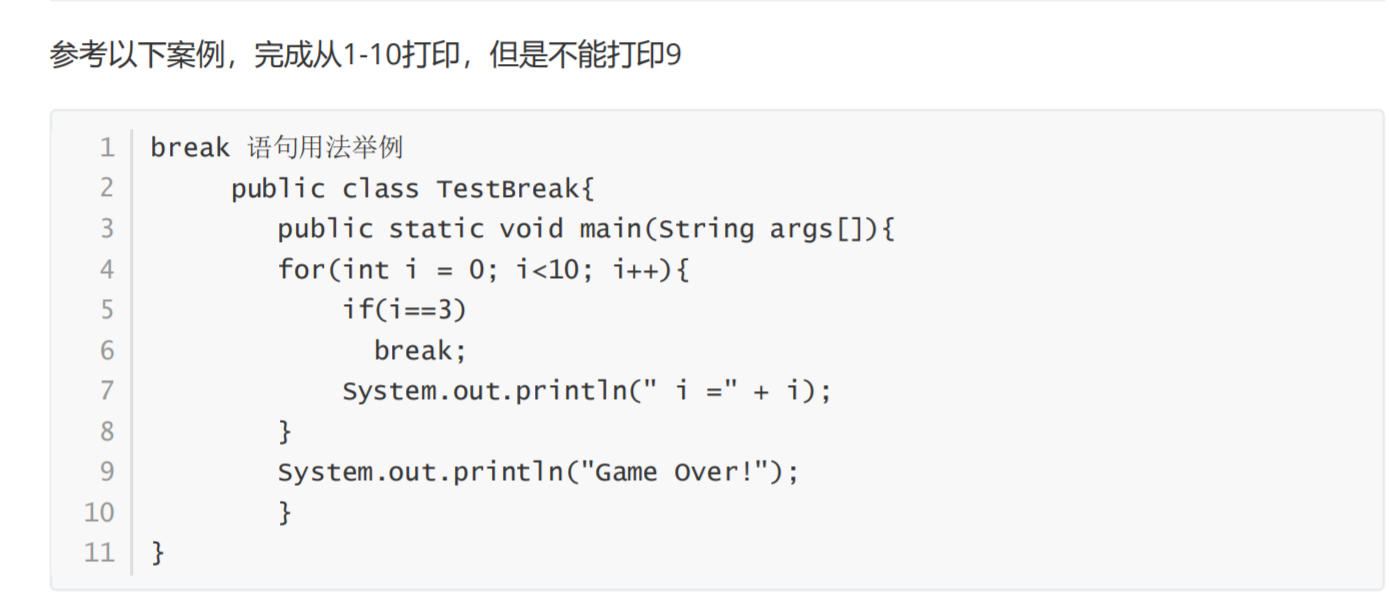 参考以下案例，完成从1-10打印，但是不能打印9
1 break 语句用法举例
2 public class TestBreak{
3 public static void main(String args[]){
4 for(int i = 0; i<10; i++){
5 if(i==3)
6 break;
7 System.out.println(" i =" + i);
8 }
9 System.out.println("Game Over!");
10 }
11 }